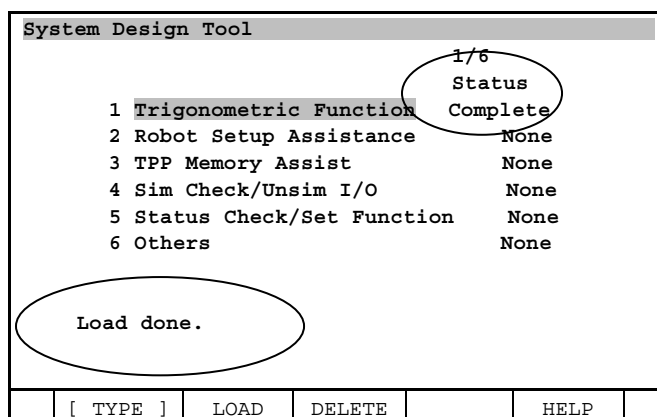 System Design Tool
1/6
Status
1 Trigonometric Function Complete
2 Robot Setup Assistance None
3 TPP Memory Assist None
4 Sim Check/Unsim I/O None
5 Status Check/Set Function None
6 Others None
Load done.
[ TYPE ] LOAD DELETE HELP